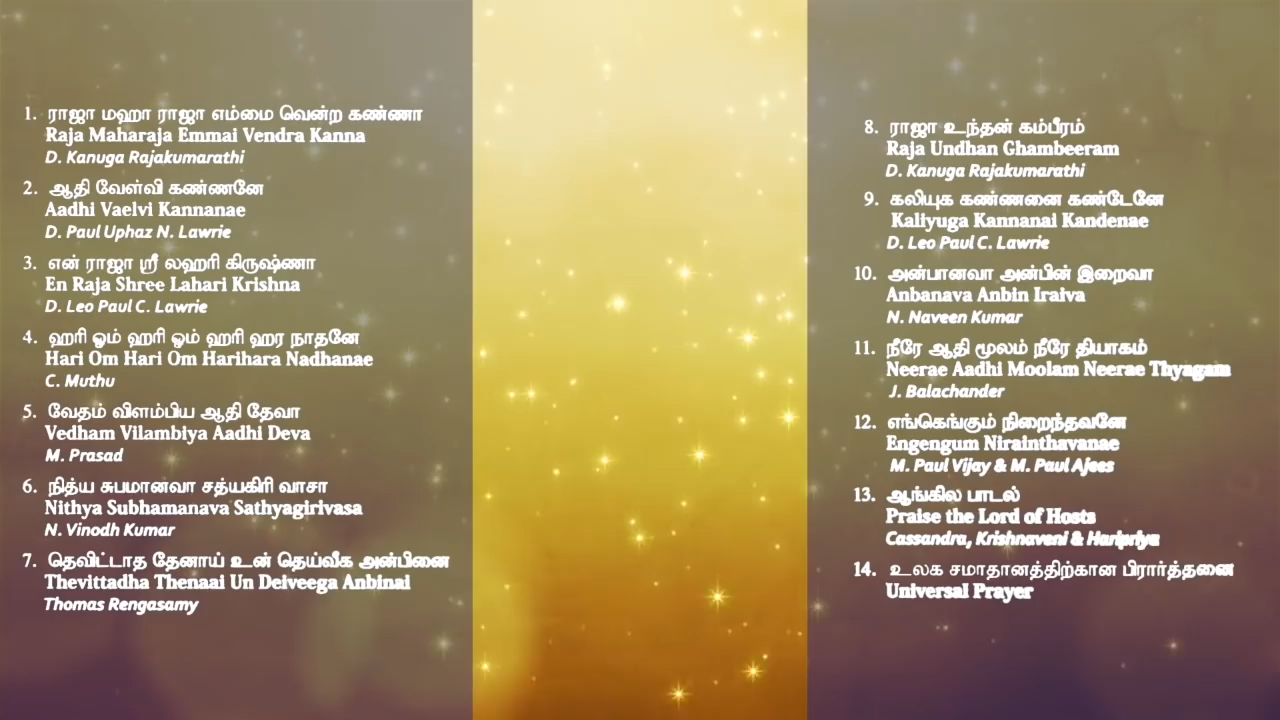 1. ராஜா மஹா ராஜா எம்மை வென்ற கண்ணா
Raja Maharaja Emmai Vendra Kanna
D. Kanuga Rajakumarathi
2. ஆதி வேள்வி கண்ணனே
Aadhi Vaelvi Kannanae
D. Paul Uphaz N. Lawrie
3. என் ராஜா ஸ்ரீ லஹரி கிருஷ்ணா
En Raja Shree Lahari Krishna
D. Leo Paul C. Lawrie
4. ஹரி ஓம் ஹரி ஓம் ஹரி ஹர நாதனே
Hari Om Hari Om Harihara Nadhanae
C. Muthu
5. வேதம் விளம்பிய ஆதி தேவா
Vedham Vilambiya Aadhi Deva
M. Prasad
6. நித்ய சுபமானவா சத்யகிரி வாசா
Nithya Subhamanava Sathyagirivasa
N. Vinodh Kumar
7. தெவிட்டாத தேனாய் உன் தெய்வீக அன்பினை
Thevittadha Thenaai Un Deiveega Anbinai
Thomas Rengasamy
8. ராஜா உந்தன் கம்பீரம்
Raja Undhan Ghambeeram
D. Kanuga Rajakumarathi
9. கலியுக கண்ணனை கண்டேனே
Kaliyuga Kannanai Kandenae
D. Leo Paul C. Lawrie
10. அன்பானவா அன்பின் இறைவா
Anbanava Anbin Iraiva
N. Naveen Kumar
11. நீரே ஆதி மூலம் நீரே தியாகம்
Neerae Aadhi Moolam Neerae Thyagam
J. Balachander
12. எங்கெங்கும் நிறைந்தவனே
Engengum Nirainthavanae
M. Paul Vijay & M. Paul Ajees
13. ஆங்கில பாடல்
Praise the Lord of Hosts
Cassandra, Krishnaveni & Haripriya
14. உலக சமாதானத்திற்கான பிரார்த்தனை
Universal Prayer